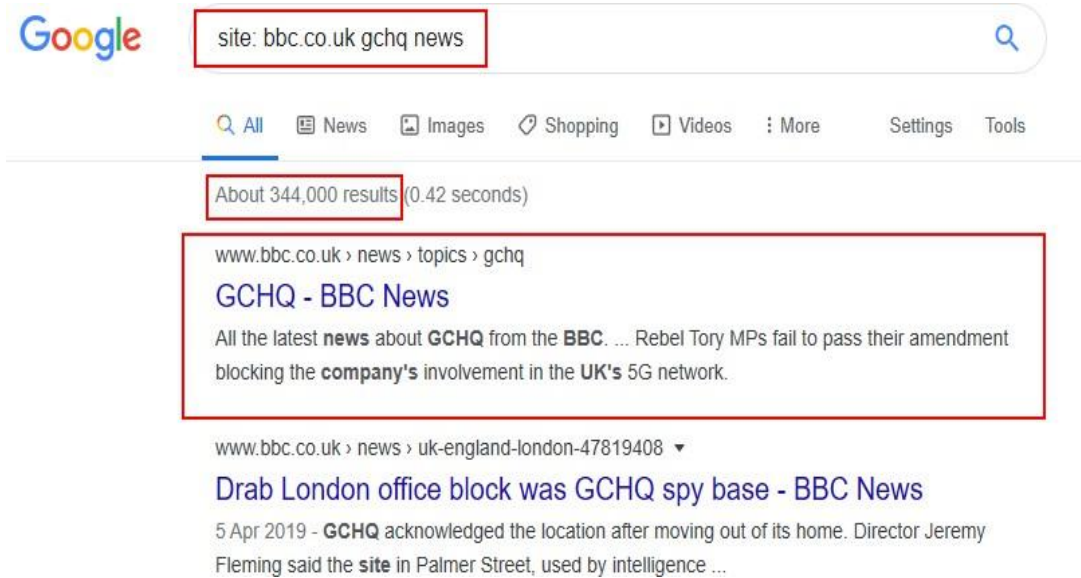 Google
site: bbc.co.uk gchq news
All News Images Shopping Videos More Settings Tools
About 344,000 results (0.42 seconds)
www.bbc.co.uk › news › topics › gchq
GCHQ - BBC News
All the latest news about GCHQ from the BBC. ... Rebel Tory MPs fail to pass their amendment
blocking the company's involvement in the UK's 5G network.
www.bbc.co.uk › news › uk-england-london-47819408
Drab London office block was GCHQ spy base - BBC News
5 Apr 2019 - GCHQ acknowledged the location after moving out of its home. Director Jeremy
Fleming said the site in Palmer Street, used by intelligence ...